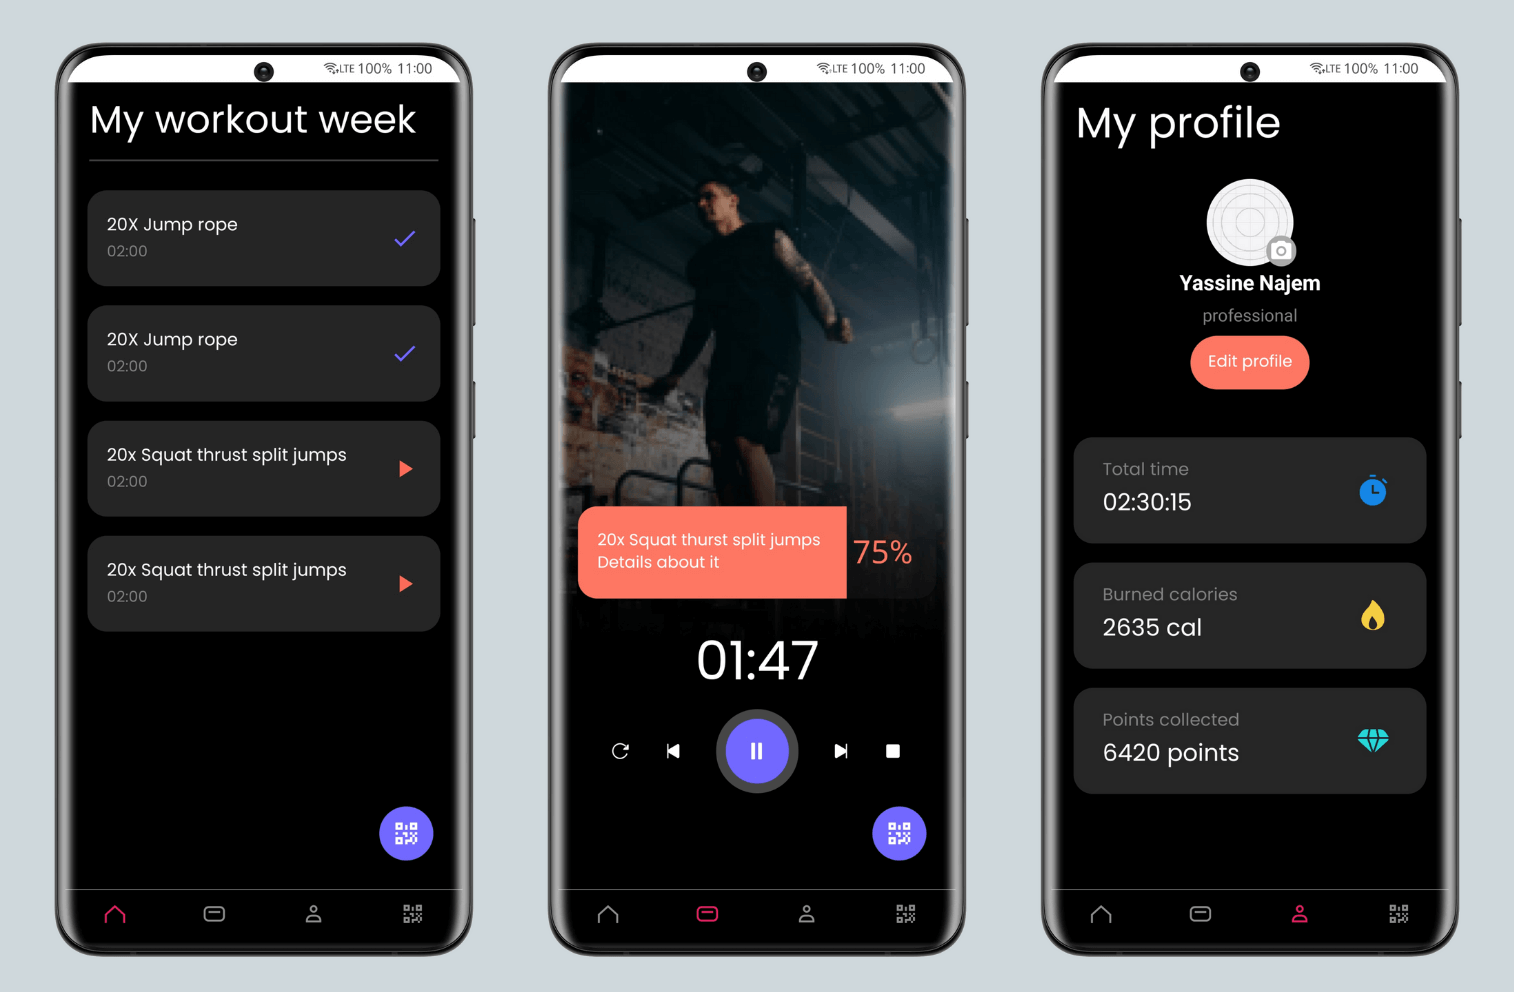 LTE 100% 11:00
My workout week
20X Jump rope
02:00
20X Jump rope
02:00
20x Squat thrust split jumps
02:00
20x Squat thrust split jumps
02:00
LTE 100% 11:00
20x Squat thurst split jumps
Details about it
75%
01:47
LTE 100% 11:00
My profile
Yassine Najem
professional
Edit profile
Total time
02:30:15
Burned calories
2635 cal
Points collected
6420 points